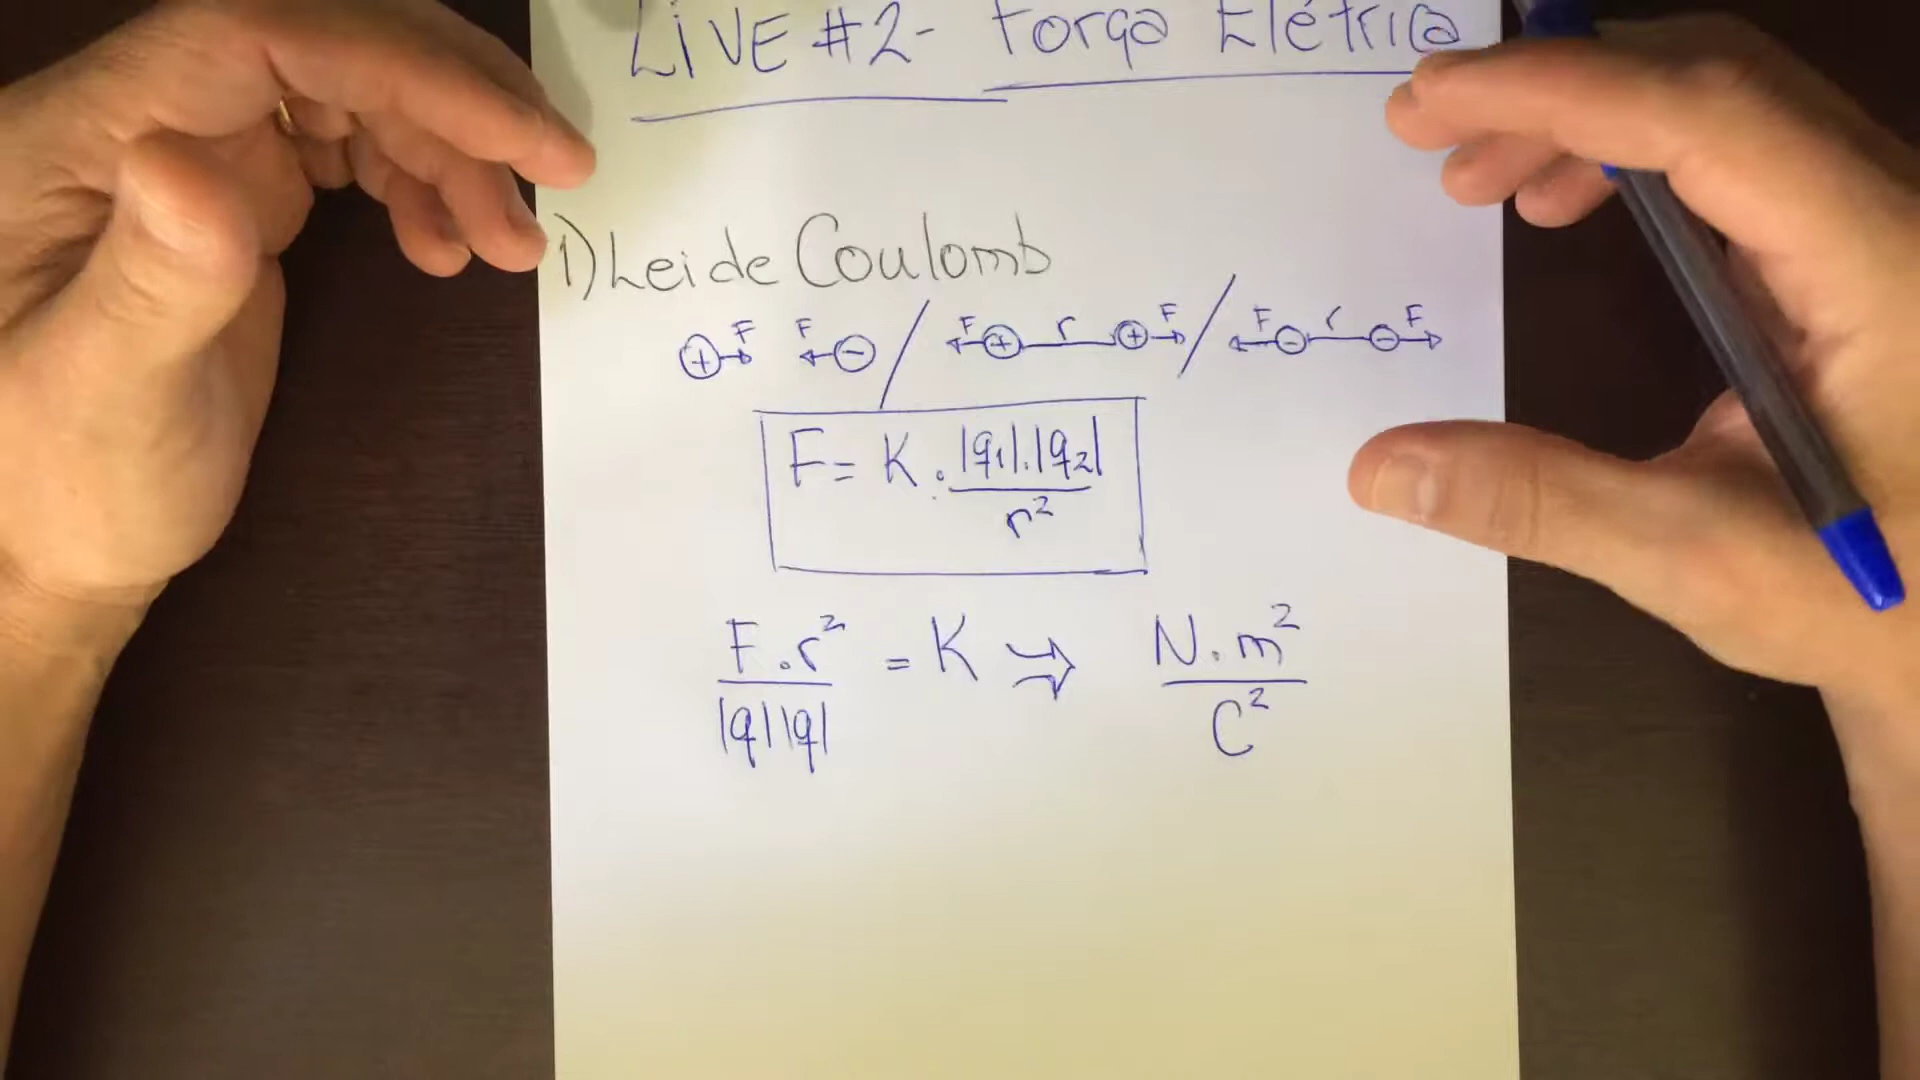 LIVE #2 - Força Elétrica
1) Lei de Coulomb
+ F F - / F + r + F / F - r - F
F = K . |q1|.|q2|
r²
F.r² = K ⇒ N.m²
|q||q| C²